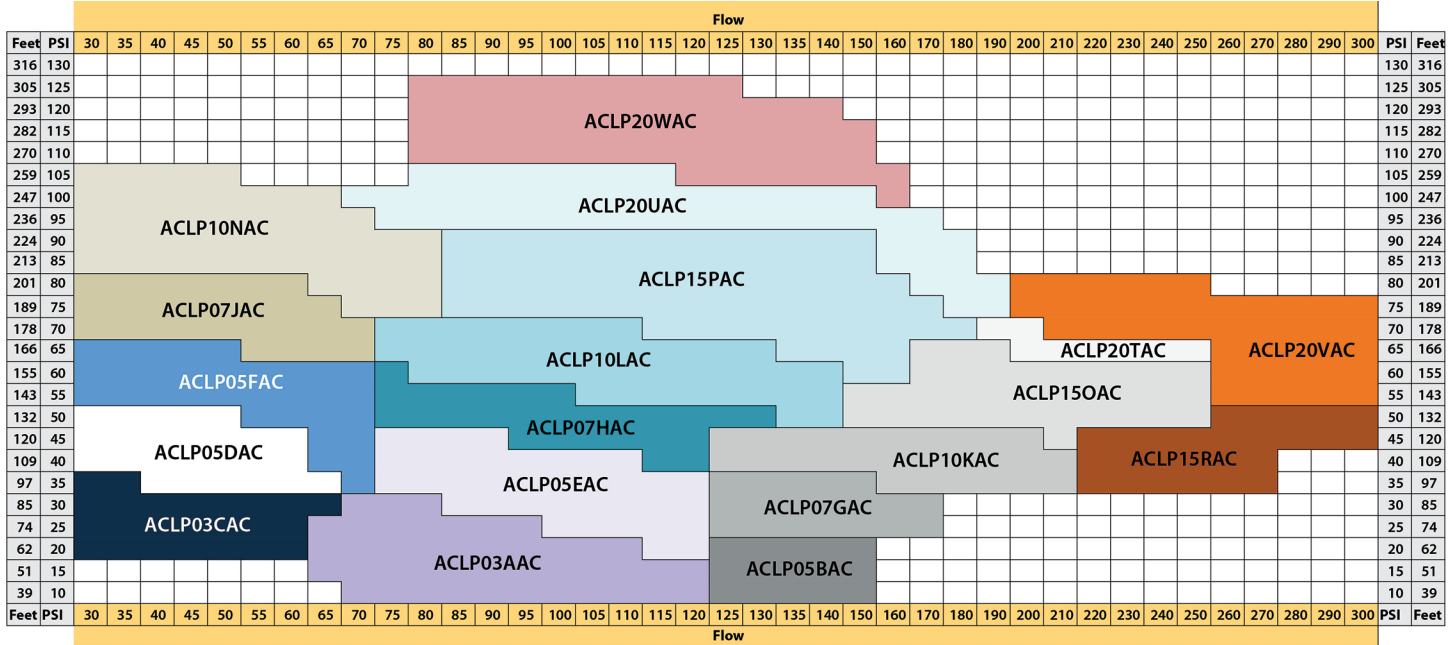 Flow
Feet PSI 30 35 40 45 50 55 60 65 70 75 80 85 90 95 100 105 110 115 120 125 130 135 140 150 160 170 180 190 200 210 220 230 240 250 260 270 280 290 300 PSI Feet
316 130 130 316
305 125 125 305
293 120 ACLP20WAC 120 293
282 115 115 282
270 110 110 270
259 105 105 259
247 100 ACLP20UAC 100 247
236 95 ACLP10NAC 95 236
224 90 90 224
213 85 ACLP15PAC 85 213
201 80 80 201
189 75 ACLP07JAC 75 189
178 70 70 178
166 65 ACLP10LAC ACLP20TAC ACLP20VAC 65 166
155 60 ACLP05FAC 60 155
143 55 ACLP15OAC 55 143
132 50 ACLP07HAC 50 132
120 45 ACLP05DAC 45 120
109 40 ACLP10KAC ACLP15RAC 40 109
97 35 ACLP05EAC 35 97
85 30 ACLP07GAC 30 85
74 25 ACLP03CAC 25 74
62 20 ACLP03AAC 20 62
51 15 ACLP05BAC 15 51
39 10 10 39
Feet PSI 30 35 40 45 50 55 60 65 70 75 80 85 90 95 100 105 110 115 120 125 130 135 140 150 160 170 180 190 200 210 220 230 240 250 260 270 280 290 300 PSI Feet
Flow